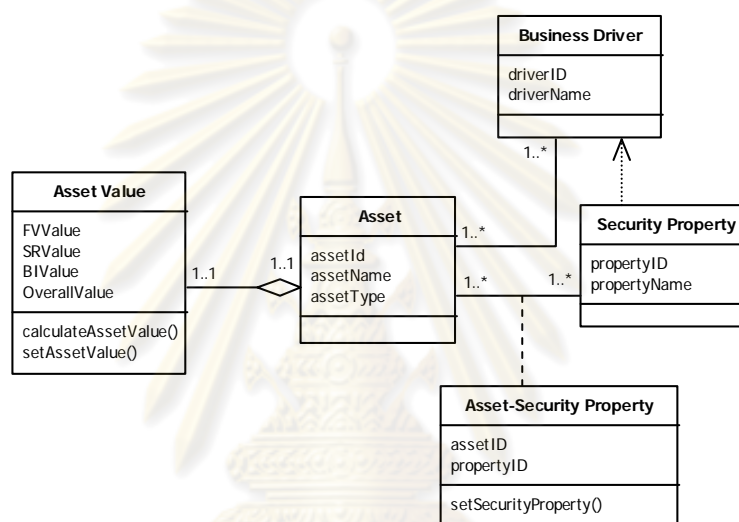 Business Driver
driverID
driverName
1..*
Asset Value
FVValue
SRValue
BIValue
OverallValue
calculateAssetValue()
setAssetValue()
1..1
1..1
Asset
assetId
assetName
assetType
1..*
1..*
1..*
Security Property
propertyID
propertyName
Asset-Security Property
assetID
propertyID
setSecurityProperty()